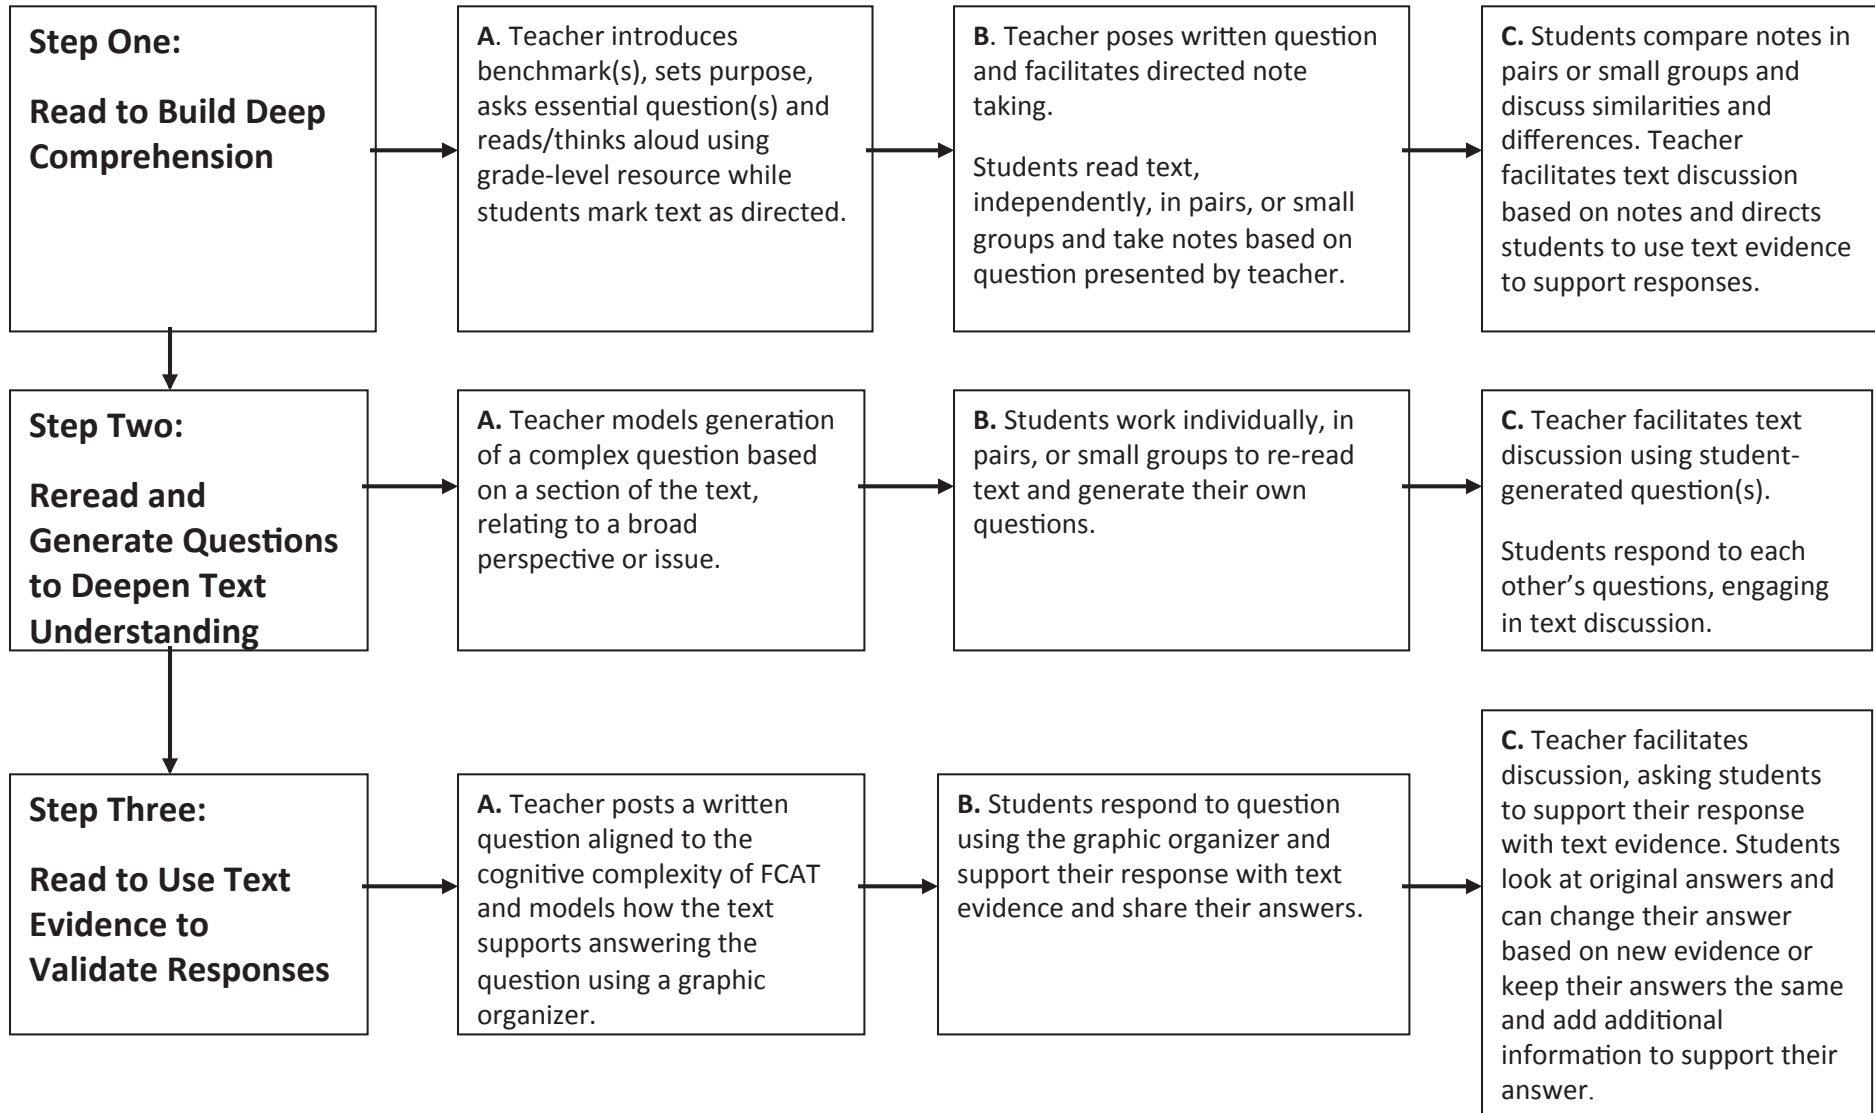 Step One:
Read to Build Deep
Comprehension
A. Teacher introduces
benchmark(s), sets purpose,
asks essential question(s) and
reads/thinks aloud using
grade-level resource while
students mark text as directed.
B. Teacher poses written question
and facilitates directed note
taking.
Students read text,
independently, in pairs, or small
groups and take notes based on
question presented by teacher.
C. Students compare notes in
pairs or small groups and
discuss similarities and
differences. Teacher
facilitates text discussion
based on notes and directs
students to use text evidence
to support responses.
Step Two:
Reread and
Generate Questions
to Deepen Text
Understanding
A. Teacher models generation
of a complex question based
on a section of the text,
relating to a broad
perspective or issue.
B. Students work individually, in
pairs, or small groups to re-read
text and generate their own
questions.
C. Teacher facilitates text
discussion using student-
generated question(s).
Students respond to each
other's questions, engaging
in text discussion.
Step Three:
Read to Use Text
Evidence to
Validate Responses
A. Teacher posts a written
question aligned to the
cognitive complexity of FCAT
and models how the text
supports answering the
question using a graphic
organizer.
B. Students respond to question
using the graphic organizer and
support their response with text
evidence and share their answers.
C. Teacher facilitates
discussion, asking students
to support their response
with text evidence. Students
look at original answers and
can change their answer
based on new evidence or
keep their answers the same
and add additional
information to support their
answer.